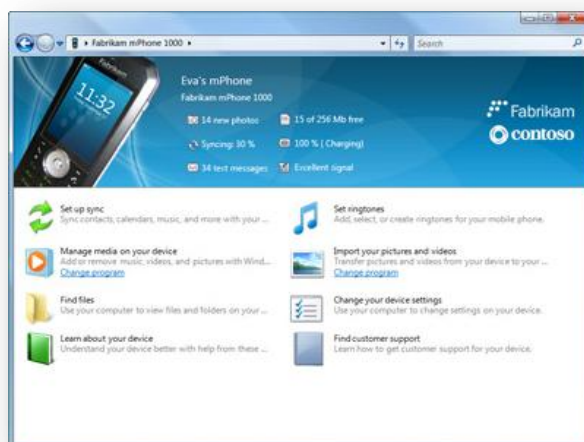 Fabrikam mPhone 1000
Search
Fabrikam
11:32
Eva's mPhone
Fabrikam mPhone 1000
14 new photos
15 of 256 Mb free
Syncing: 30 %
100 % ( Charging)
34 text messages
Excellent signal
Fabrikam
contoso
Set up sync
Sync contacts, calendars, music, and more with your ...
Set ringtones
Add, select, or create ringtones for your mobile phone.
Manage media on your device
Add or remove music, videos, and pictures with Wind...
Change program
Import your pictures and videos
Transfer pictures and videos from your device to your ...
Change program
Find files
Use your computer to view files and folders on your ...
Change your device settings
Use your computer to change settings on your device.
Learn about your device
Understand your device better with help from these ...
Find customer support
Learn how to get customer support for your device.